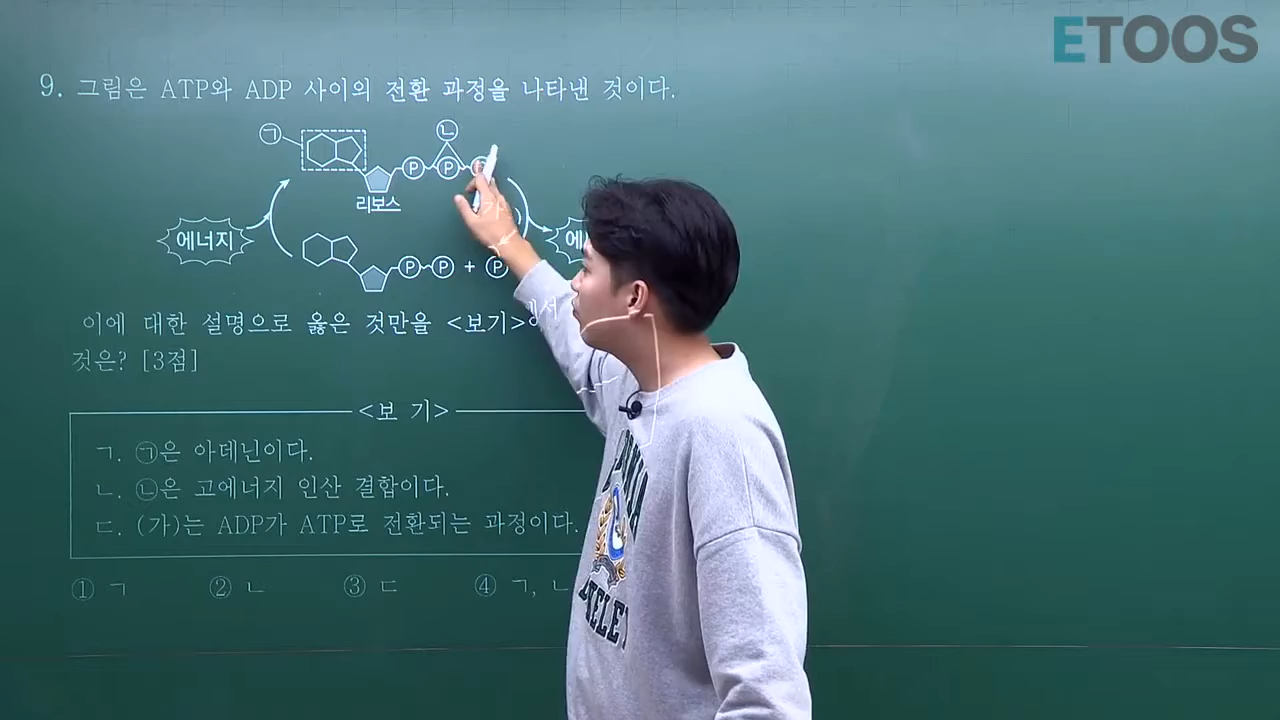 ETOOS
9. 그림은 ATP와 ADP 사이의 전환 과정을 나타낸 것이다.
㉠
㉡
P P
리보스
에너지
P P + P
이에 대한 설명으로 옳은 것만을 <보기>에서
것은? [3점]
<보 기>
ㄱ. ㉠은 아데닌이다.
ㄴ. ㉡은 고에너지 인산 결합이다.
ㄷ. (가)는 ADP가 ATP로 전환되는 과정이다.
① ㄱ ② ㄴ ③ ㄷ ④ ㄱ, ㄴ